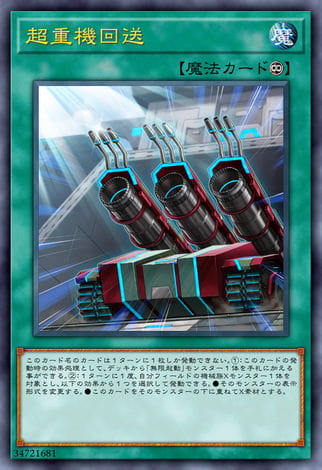 超重機回送
魔
【魔法カード】
このカード名のカードは１ターンに１枚しか発動できない。①：このカードの発
動時の効果処理として、デッキから「無限起動」モンスター１体を手札に加える
事ができる。②：１ターンに１度、自分フィールドの機械族Xモンスター１体を
対象とし、以下の効果から１つを選択して発動できる。●そのモンスターの表示
形式を変更する。●このカードをそのモンスターの下に重ねてX素材とする。
34721681